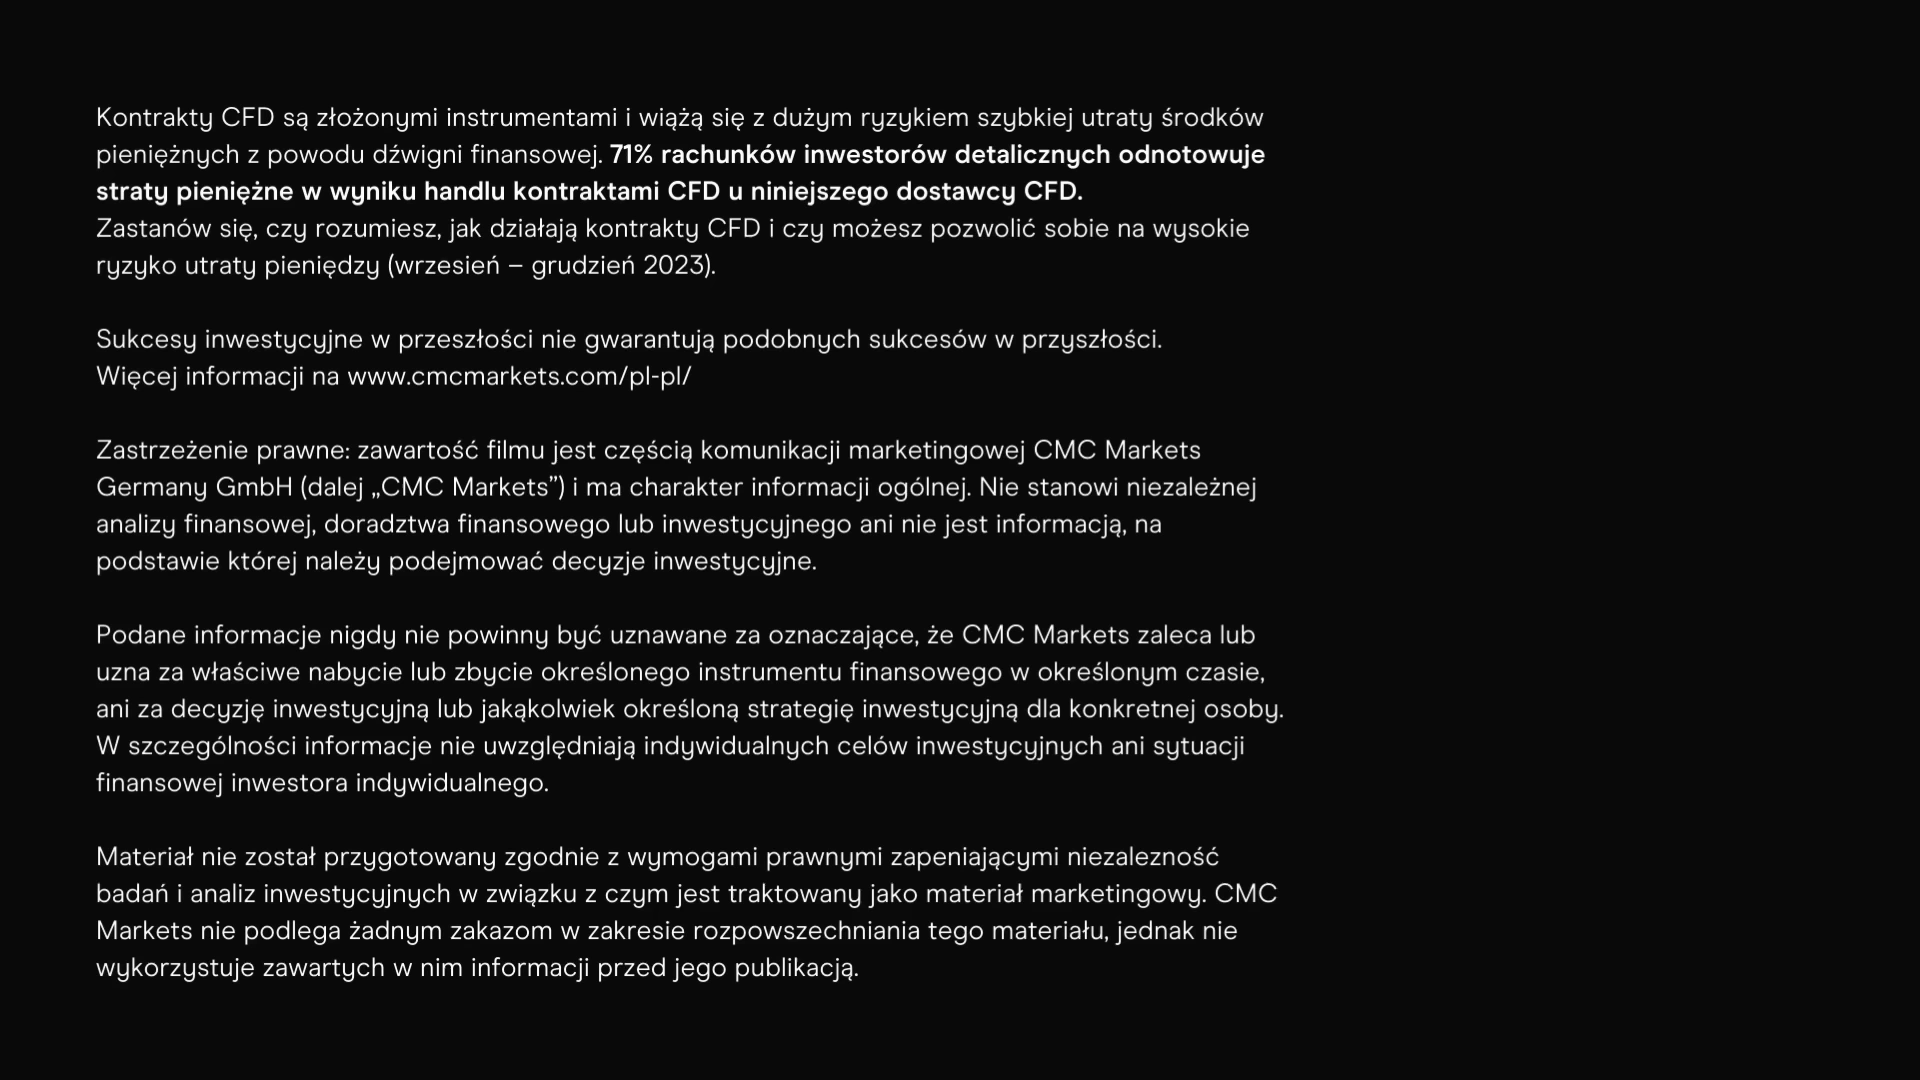 Kontrakty CFD są złożonymi instrumentami i wiążą się z dużym ryzykiem szybkiej utraty środków
pieniężnych z powodu dźwigni finansowej. 71% rachunków inwestorów detalicznych odnotowuje
straty pieniężne w wyniku handlu kontraktami CFD u niniejszego dostawcy CFD.
Zastanów się, czy rozumiesz, jak działają kontrakty CFD i czy możesz pozwolić sobie na wysokie
ryzyko utraty pieniędzy (wrzesień – grudzień 2023).
Sukcesy inwestycyjne w przeszłości nie gwarantują podobnych sukcesów w przyszłości.
Więcej informacji na www.cmcmarkets.com/pl-pl/
Zastrzeżenie prawne: zawartość filmu jest częścią komunikacji marketingowej CMC Markets
Germany GmbH (dalej „CMC Markets”) i ma charakter informacji ogólnej. Nie stanowi niezależnej
analizy finansowej, doradztwa finansowego lub inwestycyjnego ani nie jest informacją, na
podstawie której należy podejmować decyzje inwestycyjne.
Podane informacje nigdy nie powinny być uznawane za oznaczające, że CMC Markets zaleca lub
uzna za właściwe nabycie lub zbycie określonego instrumentu finansowego w określonym czasie,
ani za decyzję inwestycyjną lub jakąkolwiek określoną strategię inwestycyjną dla konkretnej osoby.
W szczególności informacje nie uwzględniają indywidualnych celów inwestycyjnych ani sytuacji
finansowej inwestora indywidualnego.
Materiał nie został przygotowany zgodnie z wymogami prawnymi zapeniającymi niezalezność
badań i analiz inwestycyjnych w związku z czym jest traktowany jako materiał marketingowy. CMC
Markets nie podlega żadnym zakazom w zakresie rozpowszechniania tego materiału, jednak nie
wykorzystuje zawartych w nim informacji przed jego publikacją.